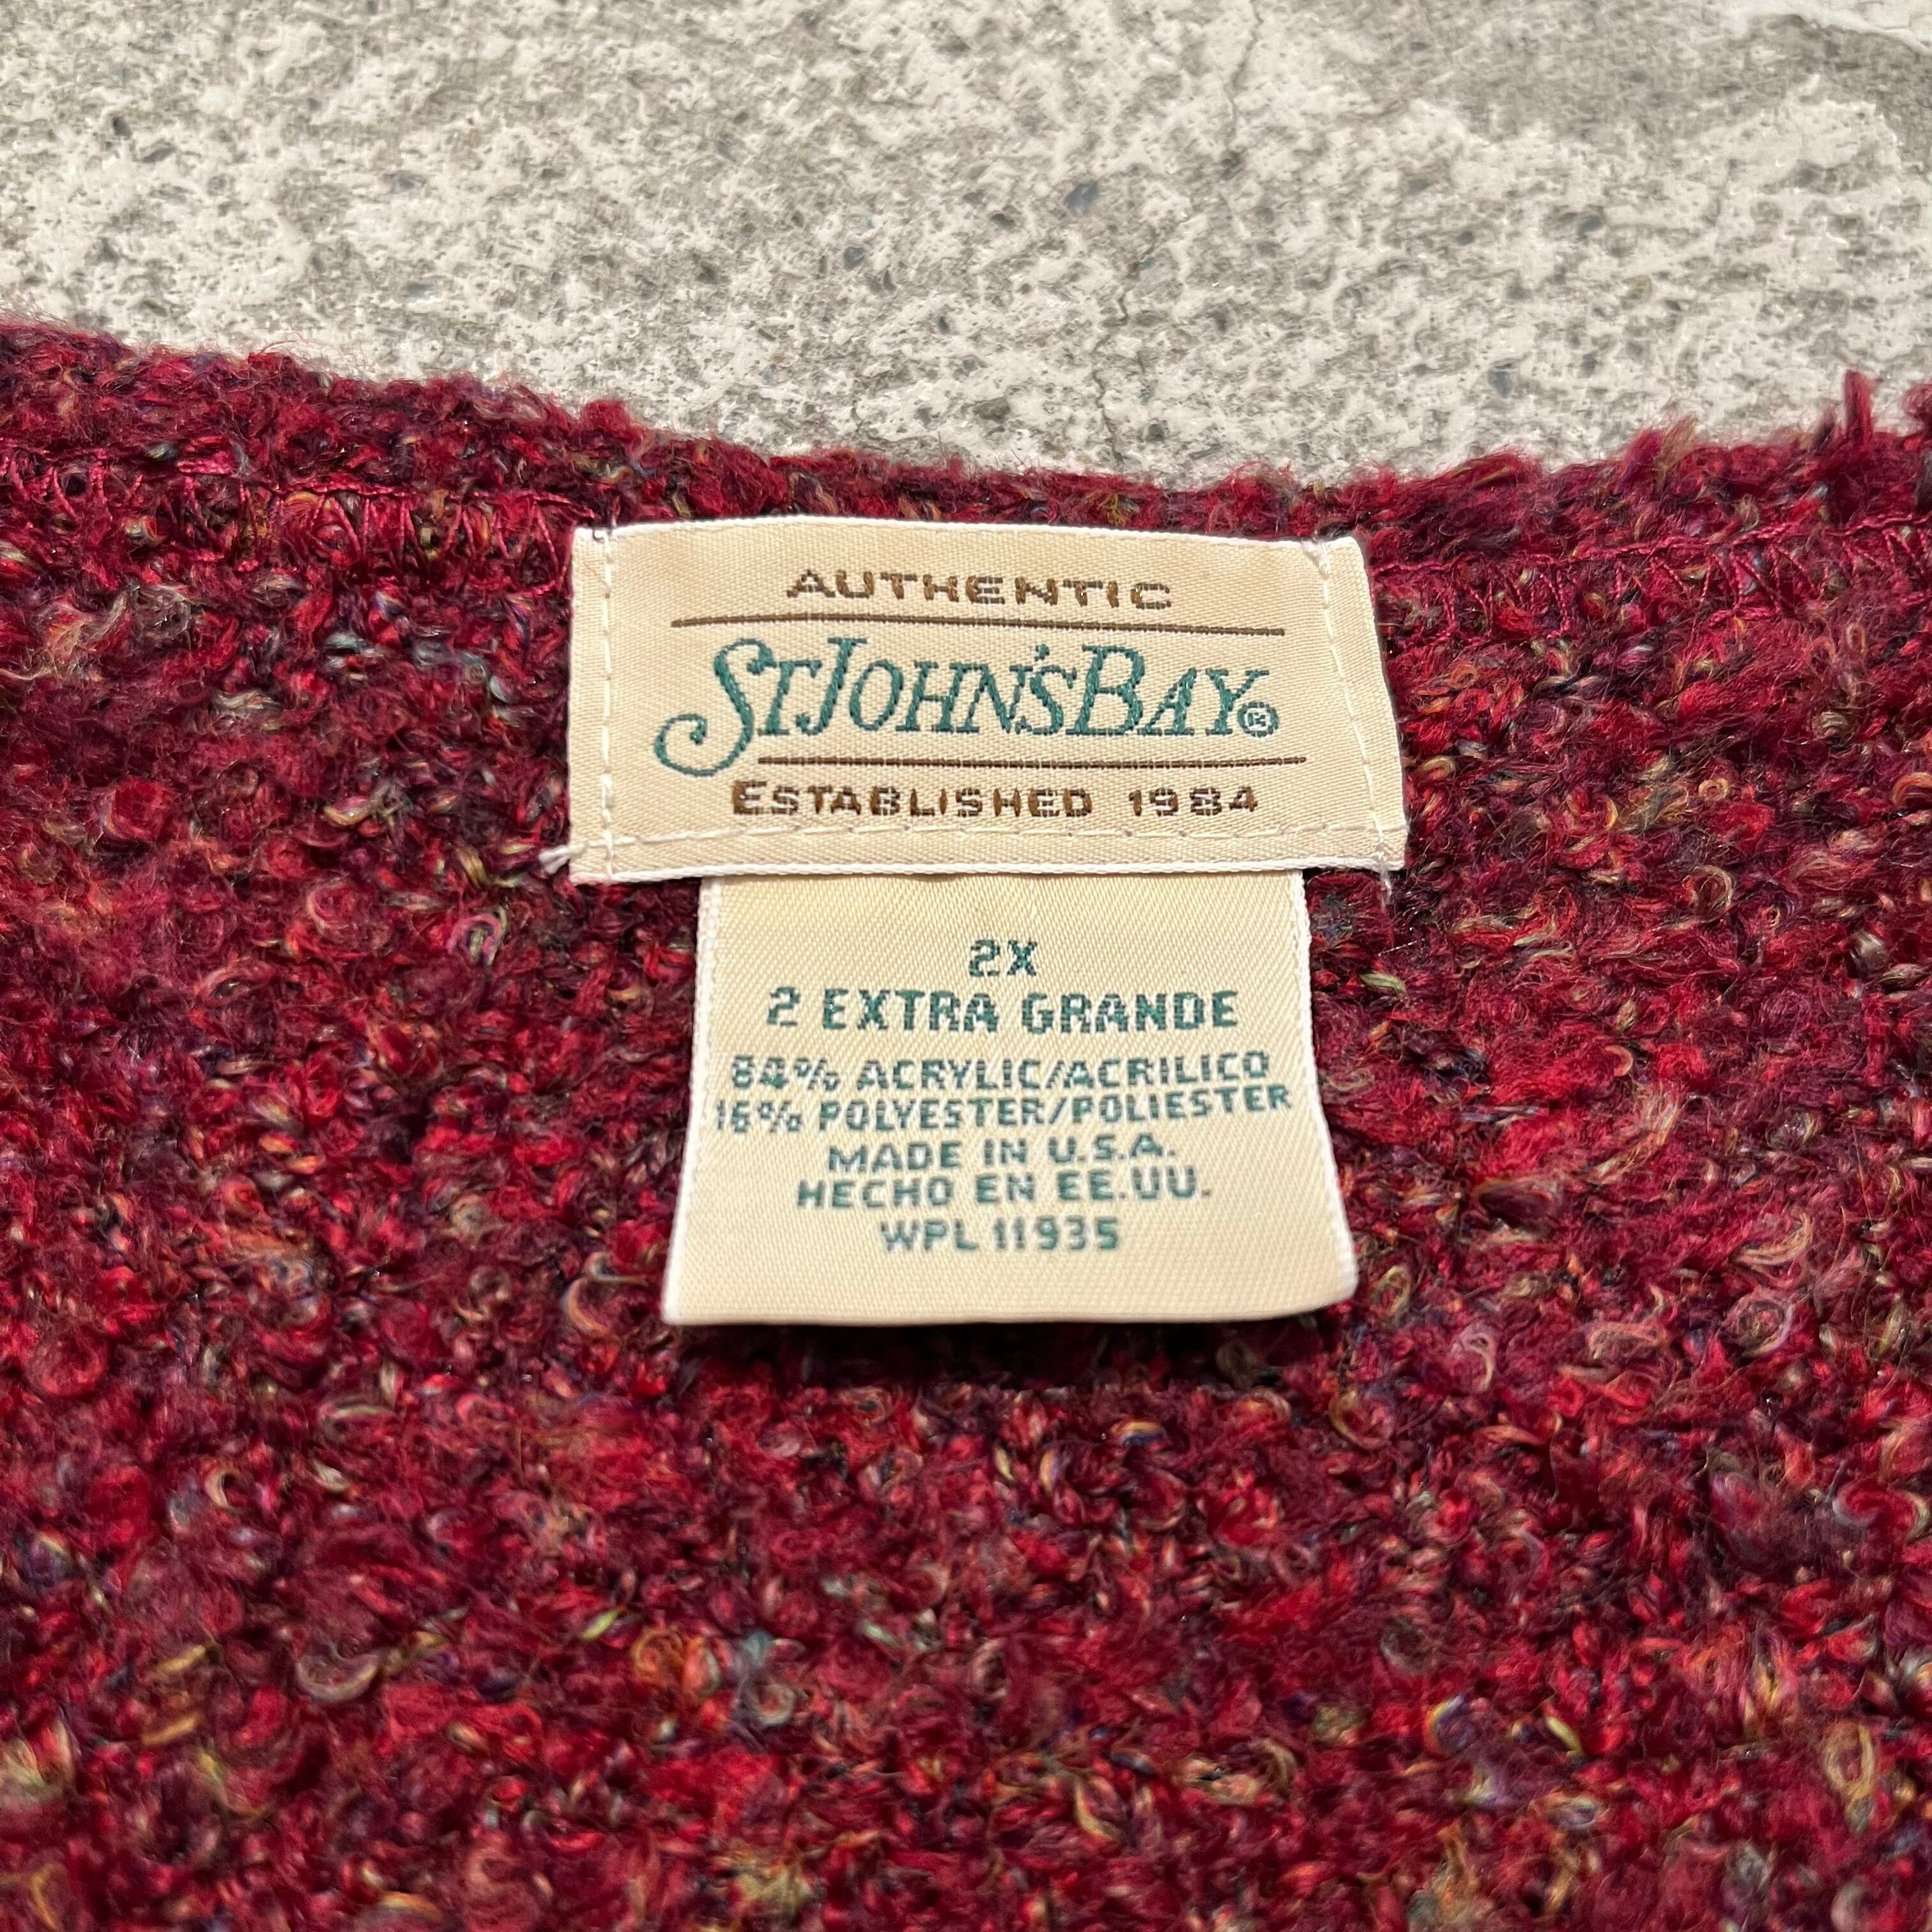 AUTHENTIC
ST JOHN'S BAY®
ESTABLISHED 1984
2X
2 EXTRA GRANDE
84% ACRYLIC/ACRILICO
16% POLYESTER/POLIESTER
MADE IN U.S.A.
HECHO EN EE.UU.
WPL 11935